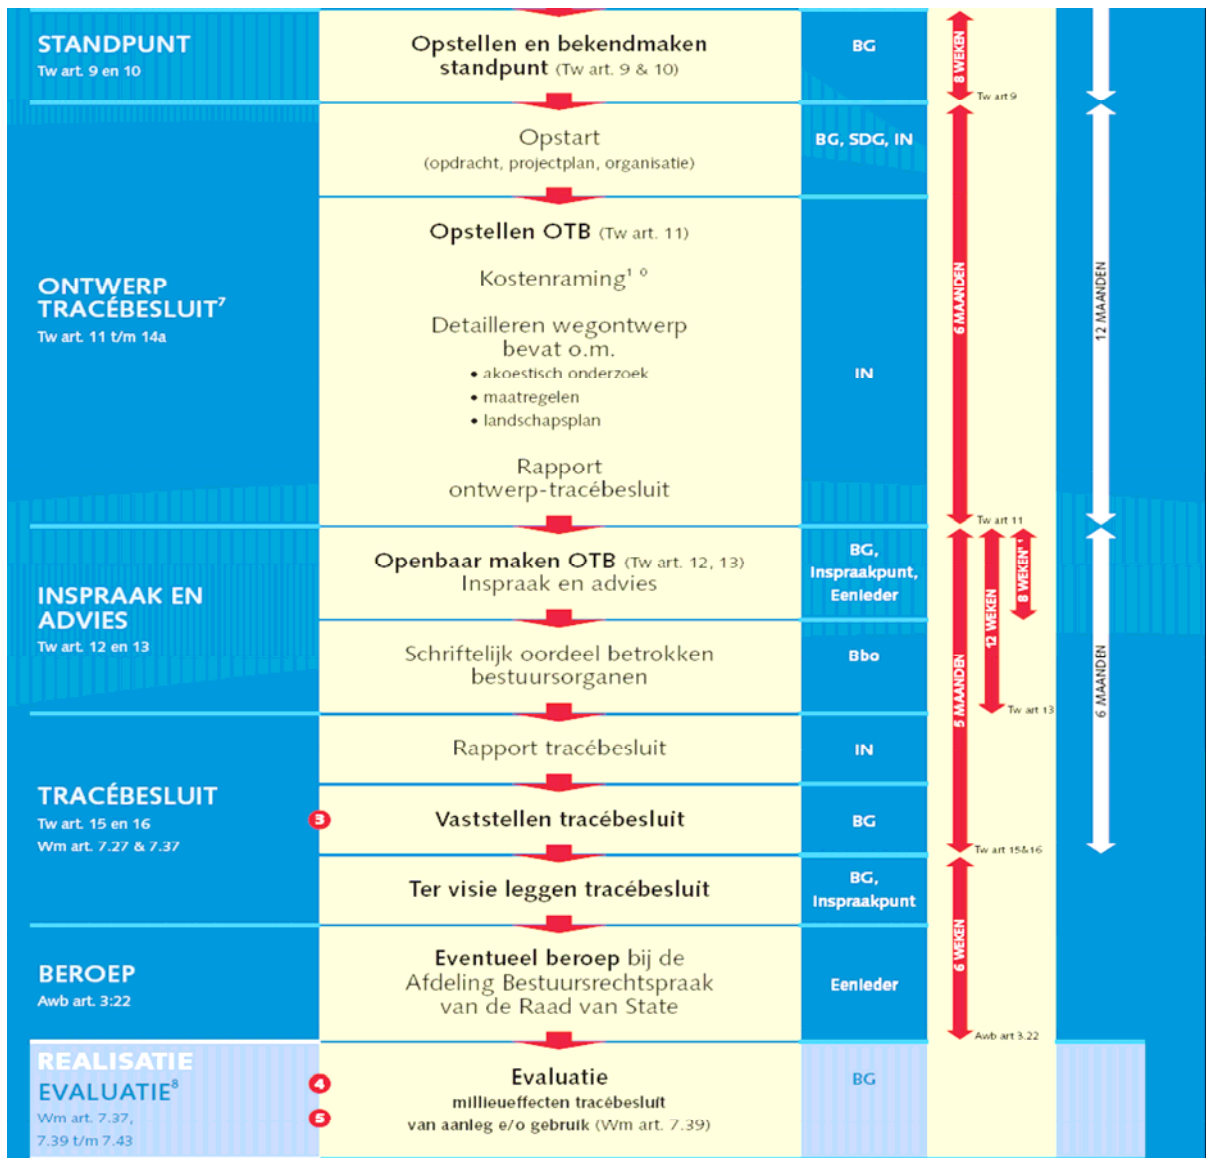 STANDPUNT
Tw art. 9 en 10
Opstellen en bekendmaken
standpunt (Tw art. 9 & 10)
BG
8 WEKEN
Tw art 9
Opstart
(opdracht, projectplan, organisatie)
BG, SDG, IN
ONTWERP
TRACÉBESLUIT⁷
Tw art. 11 t/m 14a
Opstellen OTB (Tw art. 11)
Kostenraming¹ ⁰
Detailleren wegontwerp
bevat o.m.
• akoestisch onderzoek
• maatregelen
• landschapsplan
Rapport
ontwerp-tracébesluit
IN
6 MAANDEN
12 MAANDEN
Tw art 11
INSPRAAK EN
ADVIES
Tw art. 12 en 13
Openbaar maken OTB (Tw art. 12, 13)
Inspraak en advies
BG,
Inspraakpunt,
Eenieder
8 WEKEN¹ ¹
12 WEKEN
5 MAANDEN
6 MAANDEN
Schriftelijk oordeel betrokken
bestuursorganen
Bbo
Tw art 13
TRACÉBESLUIT
Tw art. 15 en 16
Wm art. 7.27 & 7.37
Rapport tracébesluit
IN
3
Vaststellen tracébesluit
BG
Tw art 15&16
Ter visie leggen tracébesluit
BG,
Inspraakpunt
6 WEKEN
BEROEP
Awb art. 3:22
Eventueel beroep bij de
Afdeling Bestuursrechtspraak
van de Raad van State
Eenieder
Awb art 3.22
REALISATIE
EVALUATIE⁸
Wm art. 7.37,
7.39 t/m 7.43
4
5
Evaluatie
millieueffecten tracébesluit
van aanleg e/o gebruik (Wm art. 7.39)
BG